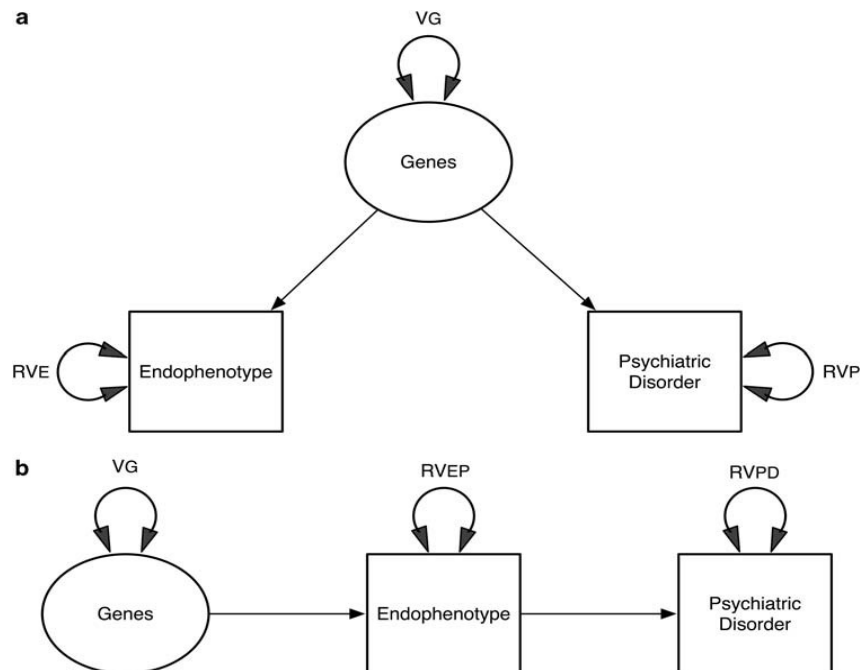 a
VG
Genes
RVE
Endophenotype
Psychiatric
Disorder
RVP
b
VG
RVEP
RVPD
Genes
Endophenotype
Psychiatric
Disorder